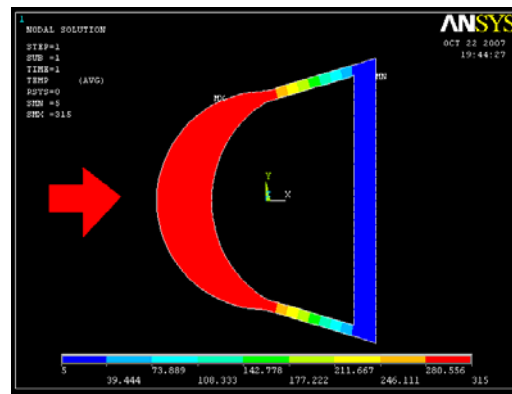 1
NODAL SOLUTION
STEP=1
SUB =1
TIME=1
TEMP (AVG)
RSYS=0
SMN =5
SMX =315
ANSYS
OCT 22 2007
19:44:27
MX
MN
Y
X
5 73.889 142.778 211.667 280.556
39.444 108.333 177.222 246.111 315